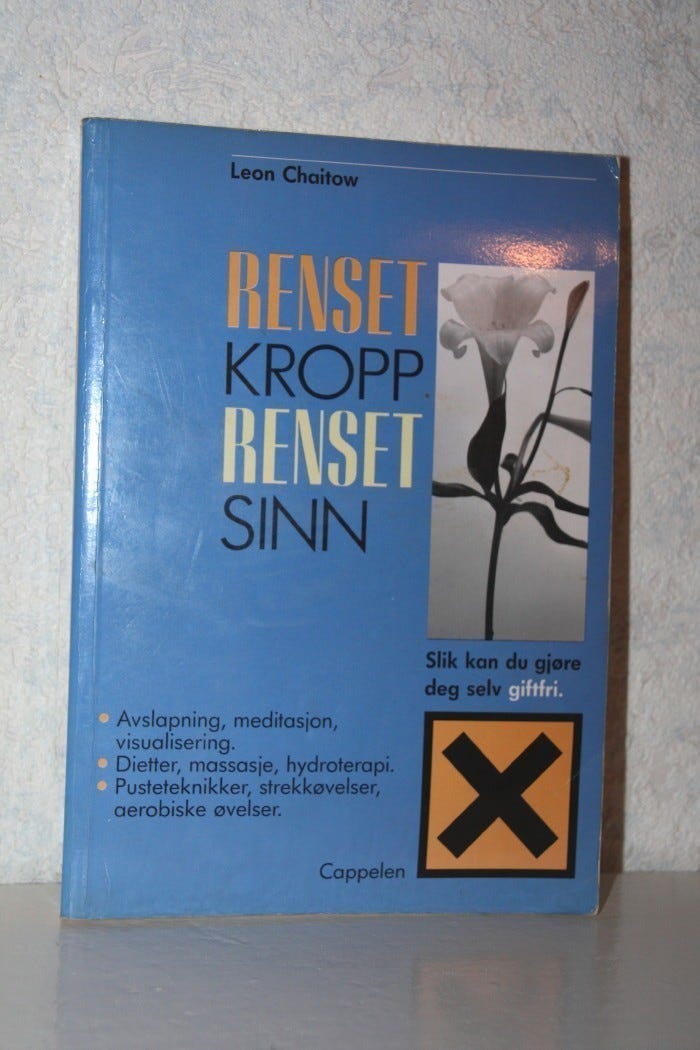 Leon Chaitow
RENSET
KROPP
RENSET
SINN
Slik kan du gjøre
deg selv giftfri.
• Avslapning, meditasjon,
visualisering.
• Dietter, massasje, hydroterapi.
• Pusteteknikker, strekkøvelser,
aerobiske øvelser.
Cappelen